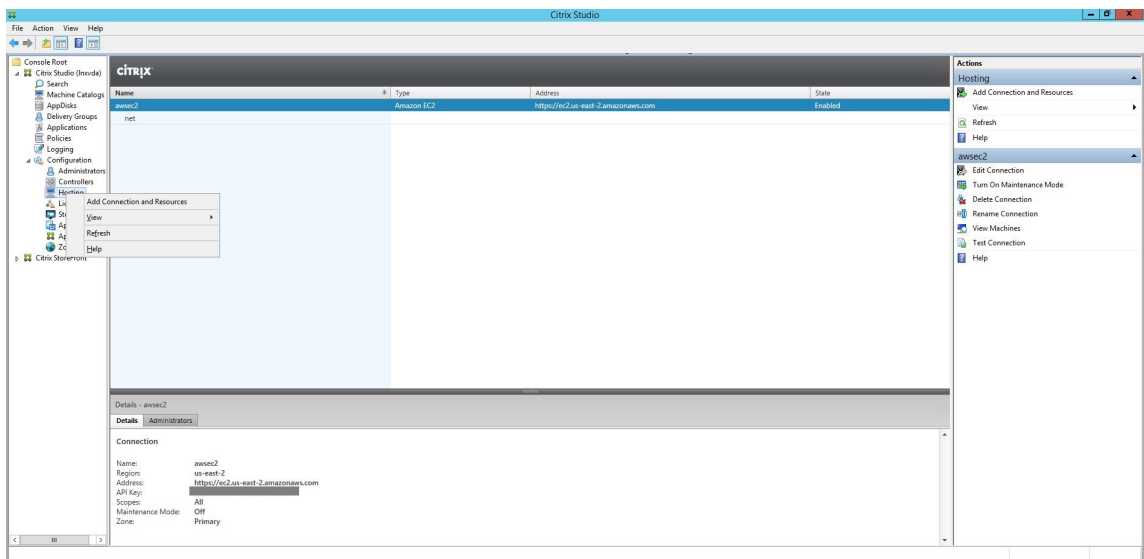 Citrix Studio
File Action View Help
Console Root
Citrix Studio (lnxvda)
Search
Machine Catalogs
AppDisks
Delivery Groups
Applications
Policies
Logging
Configuration
Administrators
Controllers
Hosting
Lic
St
Ap
Ap
Zo
Citrix StoreFront
Add Connection and Resources
View
Refresh
Help
CITRIX
Name Type Address State
awsec2 Amazon EC2 https://ec2.us-east-2.amazonaws.com Enabled
net
Details - awsec2
Details Administrators
Connection
Name: awsec2
Region: us-east-2
Address: https://ec2.us-east-2.amazonaws.com
API Key:
Scopes: All
Maintenance Mode: Off
Zone: Primary
Actions
Hosting
Add Connection and Resources
View
Refresh
Help
awsec2
Edit Connection
Turn On Maintenance Mode
Delete Connection
Rename Connection
View Machines
Test Connection
Help